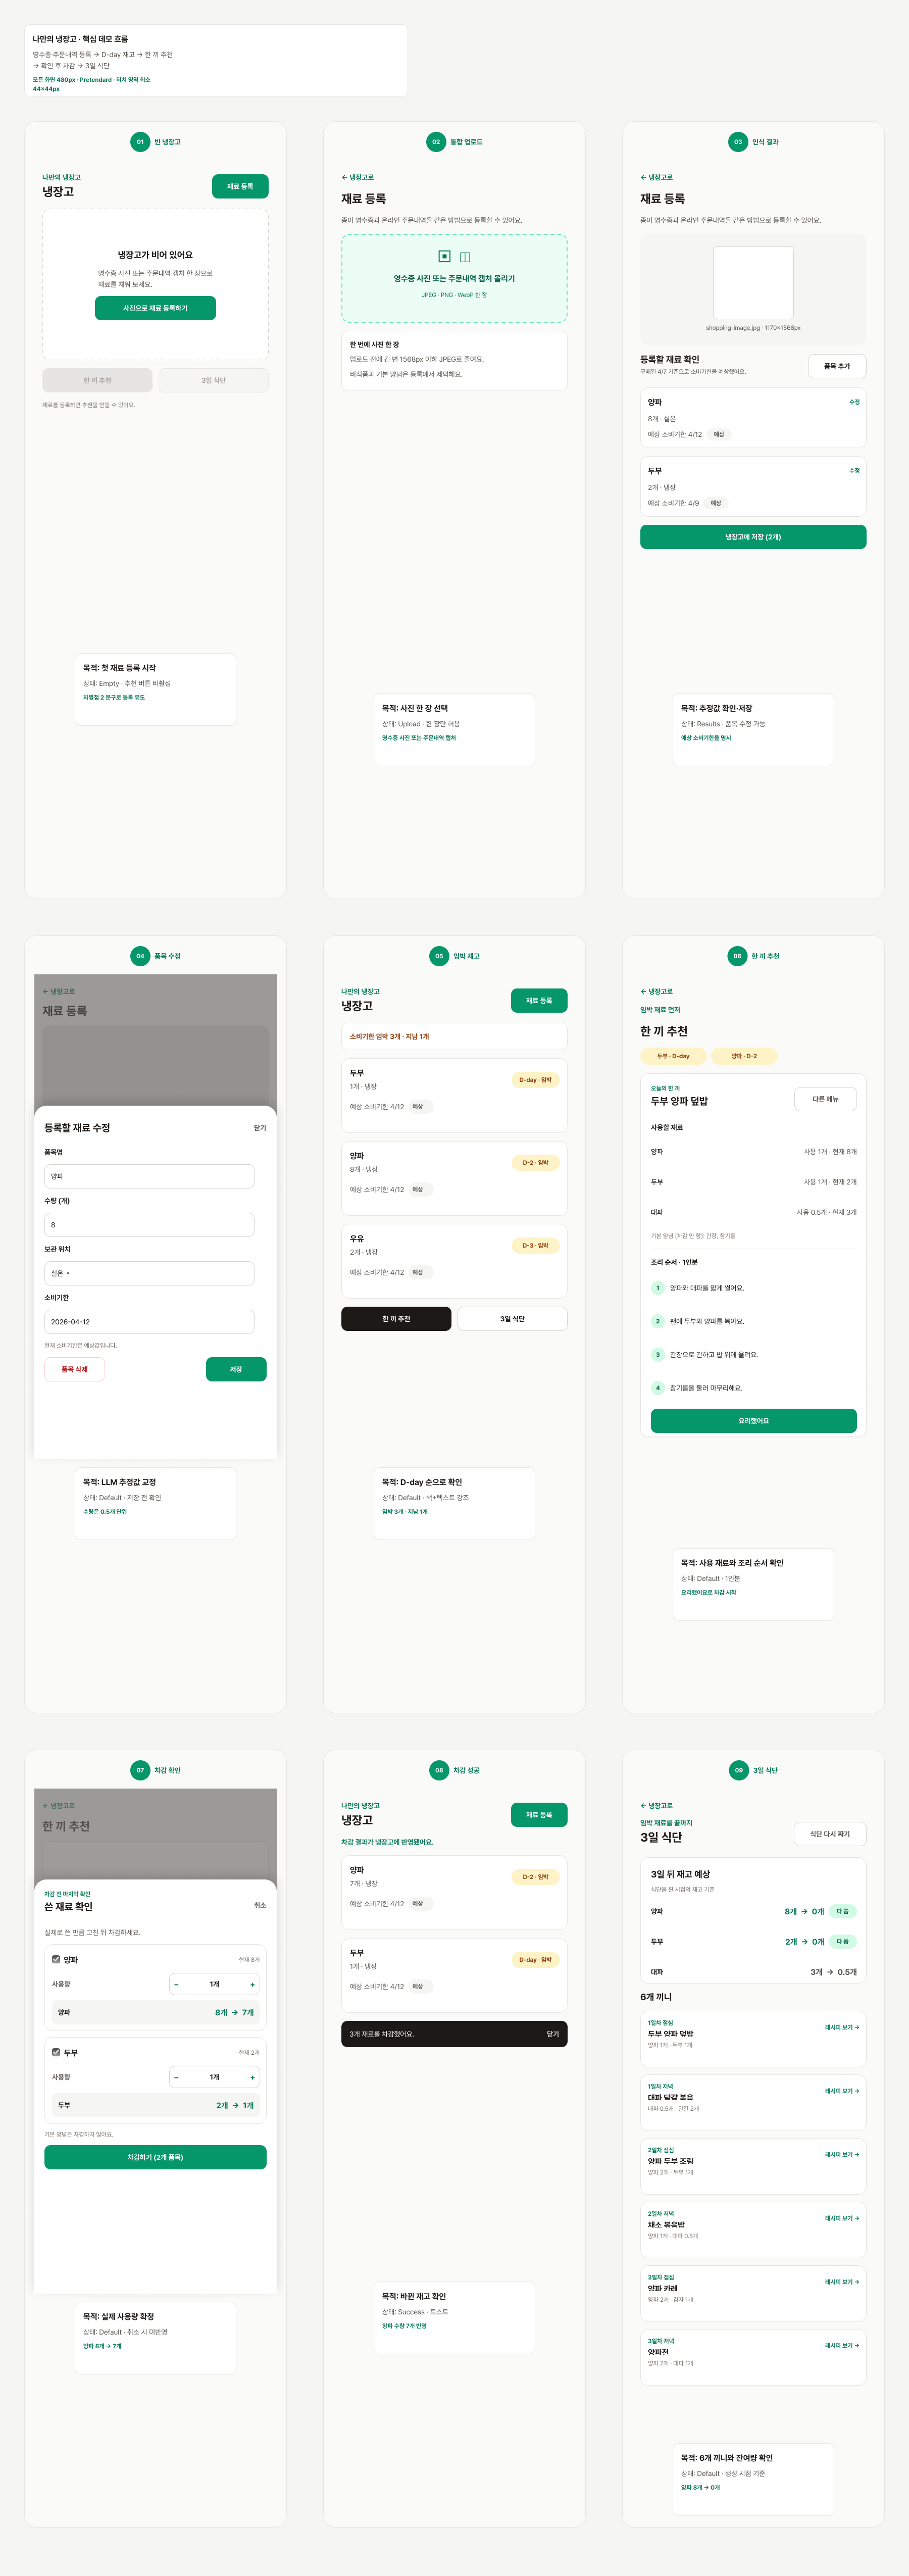 나만의 냉장고 · 핵심 데모 흐름
영수증·주문내역 등록 → D-day 재고 → 한 끼 추천
→ 확인 후 차감 → 3일 식단
모든 화면 480px · Pretendard · 터치 영역 최소
44×44px
01 빈 냉장고
나만의 냉장고
냉장고
재료 등록
냉장고가 비어 있어요
영수증 사진 또는 주문내역 캡처 한 장으로
재료를 채워 보세요.
사진으로 재료 등록하기
한 끼 추천
3일 식단
재료를 등록하면 추천을 받을 수 있어요.
목적: 첫 재료 등록 시작
상태: Empty · 추천 버튼 비활성
차별점 2 문구로 등록 유도
02 통합 업로드
← 냉장고로
재료 등록
종이 영수증과 온라인 주문내역을 같은 방법으로 등록할 수 있어요.
영수증 사진 또는 주문내역 캡처 올리기
JPEG · PNG · WebP 한 장
한 번에 사진 한 장
업로드 전에 긴 변 1568px 이하 JPEG로 줄여요.
비식품과 기본 양념은 등록에서 제외해요.
목적: 사진 한 장 선택
상태: Upload · 한 장만 허용
영수증 사진 또는 주문내역 캡처
03 인식 결과
← 냉장고로
재료 등록
종이 영수증과 온라인 주문내역을 같은 방법으로 등록할 수 있어요.
shopping-image.jpg · 1170×1568px
등록할 재료 확인
구매일 4/7 기준으로 소비기한을 예상했어요.
품목 추가
양파
수정
8개 · 실온
예상 소비기한 4/12 예상
두부
수정
2개 · 냉장
예상 소비기한 4/9 예상
냉장고에 저장 (2개)
목적: 추정값 확인·저장
상태: Results · 품목 수정 가능
예상 소비기한을 명시
04 품목 수정
← 냉장고로
재료 등록
등록할 재료 수정
닫기
품목명
양파
수량 (개)
8
보관 위치
실온
소비기한
2026-04-12
현재 소비기한은 예상값입니다.
품목 삭제
저장
목적: LLM 추정값 교정
상태: Default · 저장 전 확인
수량은 0.5개 단위
05 임박 재고
나만의 냉장고
냉장고
재료 등록
소비기한 임박 3개 · 지남 1개
두부
1개 · 냉장
D-day · 임박
예상 소비기한 4/12 예상
양파
8개 · 냉장
D-2 · 임박
예상 소비기한 4/12 예상
우유
2개 · 냉장
D-3 · 임박
예상 소비기한 4/12 예상
한 끼 추천
3일 식단
목적: D-day 순으로 확인
상태: Default · 색+텍스트 강조
임박 3개 · 지남 1개
06 한 끼 추천
← 냉장고로
임박 재료 먼저
한 끼 추천
두부 · D-day
양파 · D-2
오늘의 한 끼
두부 양파 덮밥
다른 메뉴
사용할 재료
양파 사용 1개 · 현재 8개
두부 사용 1개 · 현재 2개
대파 사용 0.5개 · 현재 3개
기본 양념 (차감 안 함): 간장, 참기름
조리 순서 · 1인분
1 양파와 대파를 얇게 썰어요.
2 팬에 두부와 양파를 볶아요.
3 간장으로 간하고 밥 위에 올려요.
4 참기름을 둘러 마무리해요.
요리했어요
목적: 사용 재료와 조리 순서 확인
상태: Default · 1인분
요리했어요로 차감 시작
07 차감 확인
← 냉장고로
한 끼 추천
차감 전 마지막 확인
쓴 재료 확인
취소
실제로 쓴 만큼 고친 뒤 차감하세요.
양파
현재 8개
사용량 − 1개 +
양파 8개 → 7개
두부
현재 2개
사용량 − 1개 +
두부 2개 → 1개
기본 양념은 차감하지 않아요.
차감하기 (2개 품목)
목적: 실제 사용량 확정
상태: Default · 취소 시 미반영
양파 8개 → 7개
08 차감 성공
나만의 냉장고
냉장고
재료 등록
차감 결과가 냉장고에 반영됐어요.
양파
7개 · 냉장
D-2 · 임박
예상 소비기한 4/12 예상
두부
1개 · 냉장
D-day · 임박
예상 소비기한 4/12 예상
3개 재료를 차감했어요. 닫기
목적: 바뀐 재고 확인
상태: Success · 토스트
양파 수량 7개 반영
09 3일 식단
← 냉장고로
임박 재료를 끝까지
3일 식단
식단 다시 짜기
3일 뒤 재고 예상
식단을 짠 시점의 재고 기준
양파 8개 → 0개 다 씀
두부 2개 → 0개 다 씀
대파 3개 → 0.5개
6개 끼니
1일차 점심
두부 양파 덮밥
레시피 보기 →
양파 1개 · 두부 1개
1일차 저녁
대파 달걀 볶음
레시피 보기 →
대파 0.5개 · 달걀 2개
2일차 점심
양파 두부 조림
레시피 보기 →
양파 2개 · 두부 1개
2일차 저녁
채소 볶음밥
레시피 보기 →
양파 1개 · 대파 0.5개
3일차 점심
양파 카레
레시피 보기 →
양파 2개 · 감자 1개
3일차 저녁
양파전
레시피 보기 →
양파 2개 · 대파 1개
목적: 6개 끼니와 잔여량 확인
상태: Default · 생성 시점 기준
양파 8개 → 0개